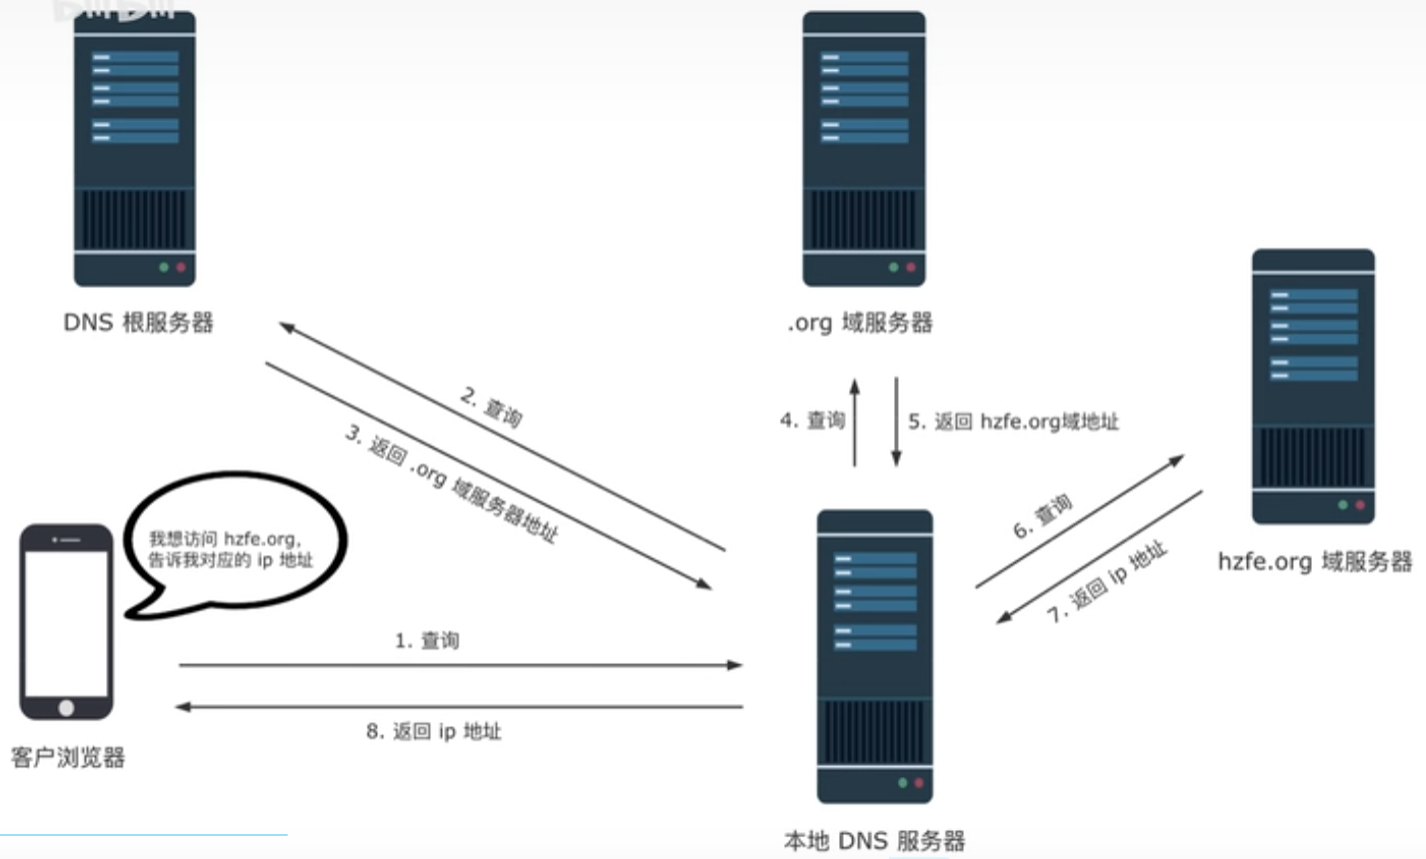 DNS 根服务器
.org 域服务器
2. 查询
3. 返回 .org 域服务器地址
4. 查询
5. 返回 hzfe.org域地址
6. 查询
7. 返回 ip 地址
hzfe.org 域服务器
我想访问 hzfe.org,
告诉我对应的 ip 地址
1. 查询
8. 返回 ip 地址
客户浏览器
本地 DNS 服务器